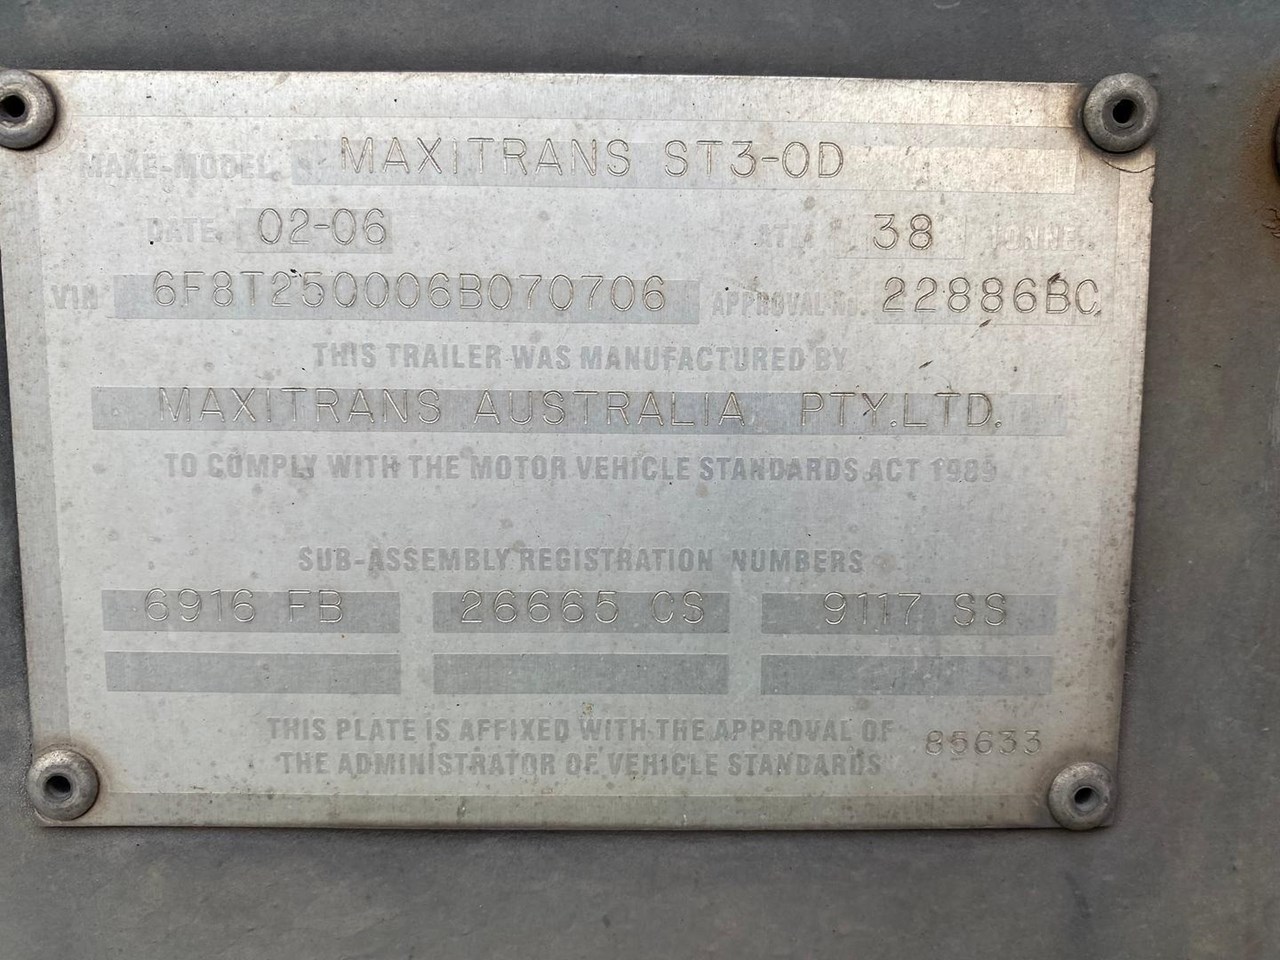 MAKE-MODEL MAXITRANS ST3-OD
DATE 02-06 ATM 38 TONNE
VIN 6F8T250006B070706 APPROVAL No. 22886BC
THIS TRAILER WAS MANUFACTURED BY
MAXITRANS AUSTRALIA PTY.LTD.
TO COMPLY WITH THE MOTOR VEHICLE STANDARDS ACT 1989
SUB-ASSEMBLY REGISTRATION NUMBERS
6916 FB 26665 CS 9117 SS
THIS PLATE IS AFFIXED WITH THE APPROVAL OF
THE ADMINISTRATOR OF VEHICLE STANDARDS
85633